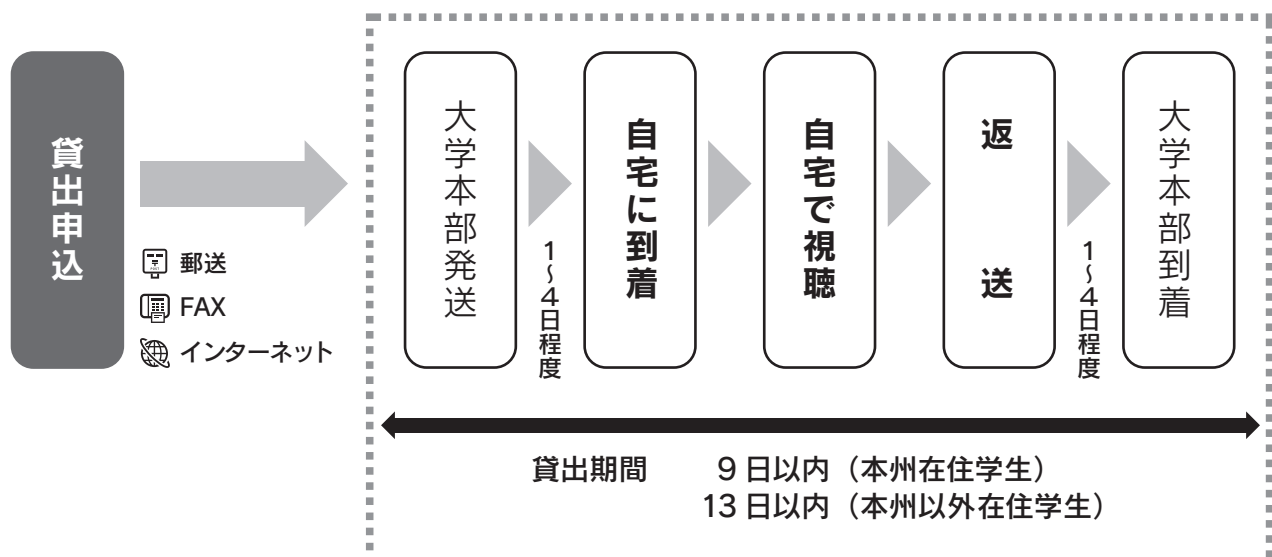 貸出申込
郵送
FAX
インターネット
大学本部発送
1～4日程度
自宅に到着
自宅で視聴
返送
1～4日程度
大学本部到着
貸出期間 9日以内（本州在住学生）
13日以内（本州以外在住学生）